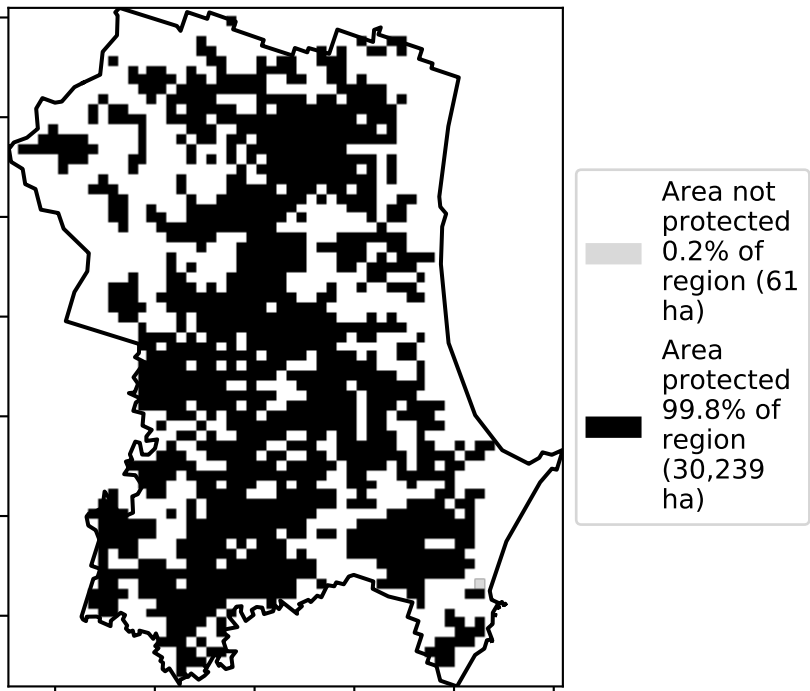 Area not
protected
0.2% of
region (61
ha)
Area
protected
99.8% of
region
(30,239
ha)